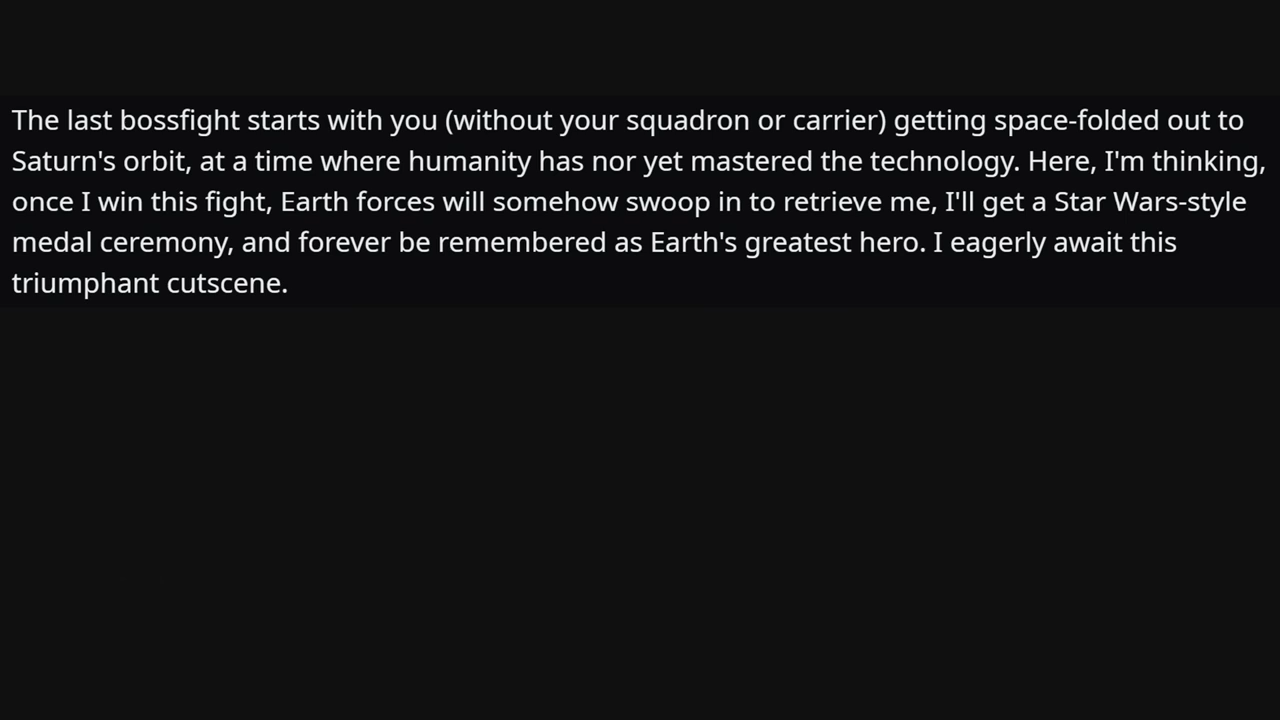 The last bossfight starts with you (without your squadron or carrier) getting space-folded out to
Saturn's orbit, at a time where humanity has nor yet mastered the technology. Here, I'm thinking,
once I win this fight, Earth forces will somehow swoop in to retrieve me, I'll get a Star Wars-style
medal ceremony, and forever be remembered as Earth's greatest hero. I eagerly await this
triumphant cutscene.